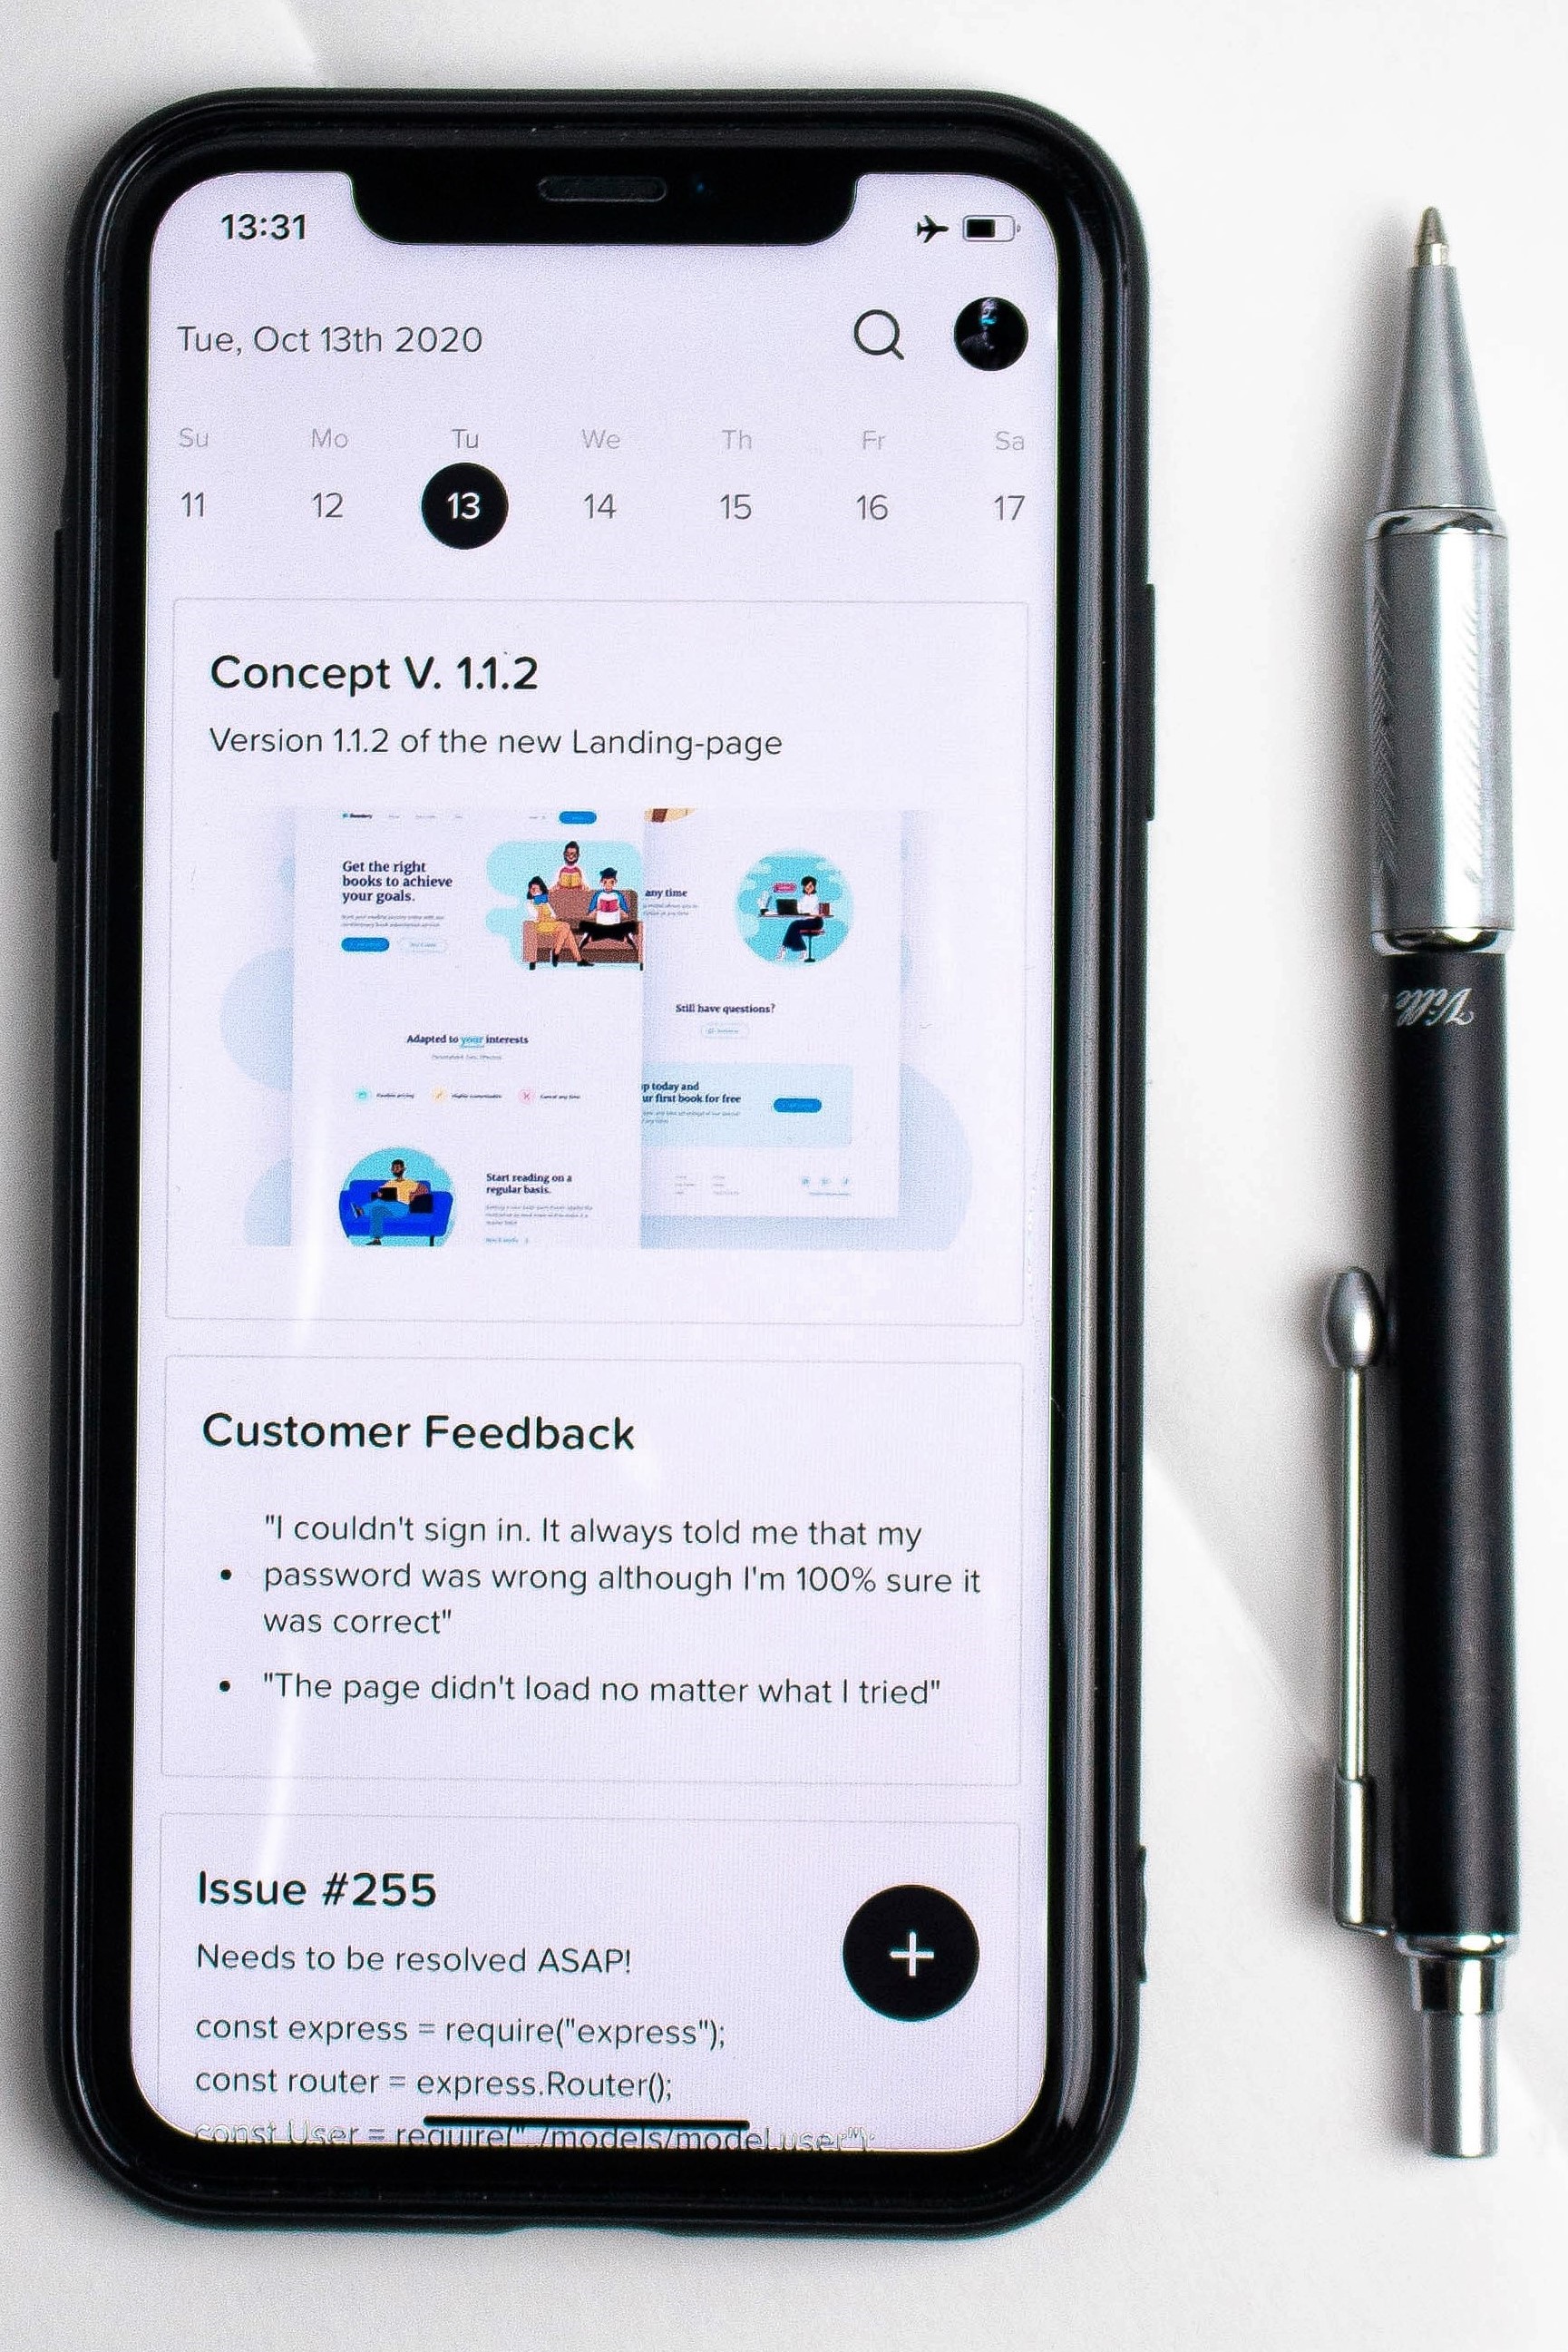 13:31
Tue, Oct 13th 2020
Su Mo Tu We Th Fr Sa
11 12 13 14 15 16 17
Concept V. 1.1.2
Version 1.1.2 of the new Landing-page
Get the right
books to achieve
your goals.
any time
Still have questions?
Adapted to your interests
p today and
ur first book for free
Start reading on a
regular basis.
Customer Feedback
"I couldn't sign in. It always told me that my
• password was wrong although I'm 100% sure it
was correct"
• "The page didn't load no matter what I tried"
Issue #255
Needs to be resolved ASAP!
+
const express = require("express");
const router = express.Router();
const User = require("./models/model.user");
Ville